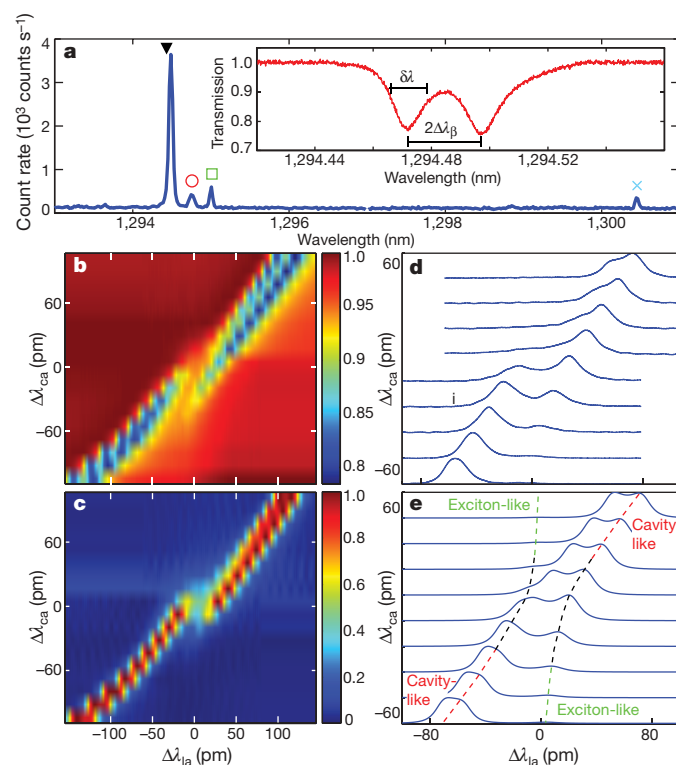 a
Count rate (10³ counts s⁻¹)
4
3
2
1
0
1,294
1,296
1,298
1,300
Wavelength (nm)
Transmission
1.0
0.9
0.8
0.7
δλ
2Δλβ
1,294.44
1,294.48
1,294.52
Wavelength (nm)
b
Δλca (pm)
60
0
−60
1.0
0.95
0.9
0.85
0.8
d
Δλca (pm)
60
i
−60
c
Δλca (pm)
60
0
−60
−100
−50
0
50
100
Δλla (pm)
1.0
0.8
0.6
0.4
0.2
0
e
Δλca (pm)
60
Exciton-like
Cavity
like
Cavity-
like
Exciton-like
−60
−80
0
80
Δλla (pm)